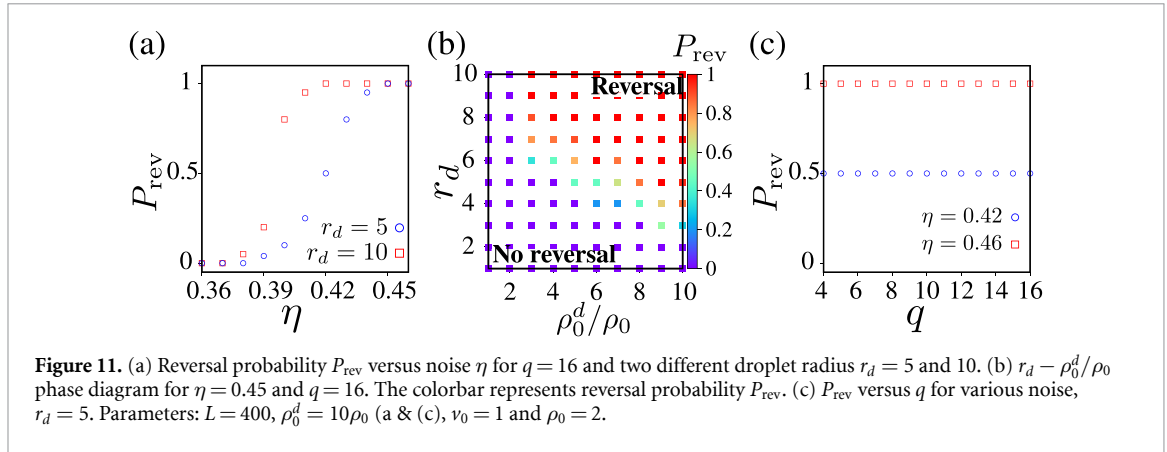 (a)
P_rev
1
0.5
0
0.36 0.39 0.42 0.45
η
r_d = 5
r_d = 10
(b)
P_rev
r_d
10
8
6
4
2
Reversal
No reversal
2 4 6 8 10
ρ_0^d/ρ_0
1
0.8
0.6
0.4
0.2
0
(c)
P_rev
1
0.5
0
η = 0.42
η = 0.46
4 6 8 10 12 14 16
q
Figure 11. (a) Reversal probability P_rev versus noise η for q = 16 and two different droplet radius r_d = 5 and 10. (b) r_d − ρ_0^d/ρ_0
phase diagram for η = 0.45 and q = 16. The colorbar represents reversal probability P_rev. (c) P_rev versus q for various noise,
r_d = 5. Parameters: L = 400, ρ_0^d = 10ρ_0 (a & (c), v_0 = 1 and ρ_0 = 2.